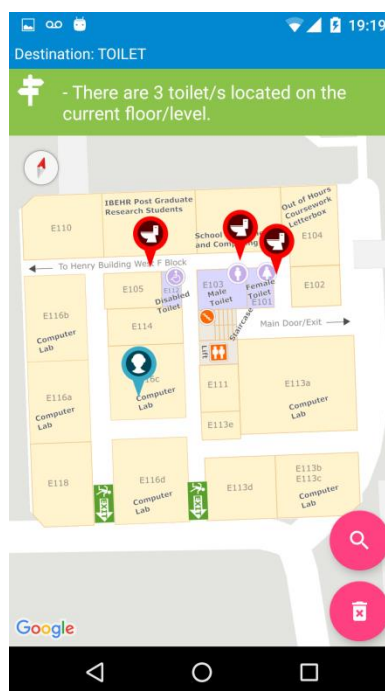 19:19
Destination: TOILET
- There are 3 toilet/s located on the
current floor/level.
IBEHR Post Graduate
Research Students
Out of Hours
Coursework
Letterbox
E110
School
and Computing
E104
To Henry Building West F Block
E105
E112
Disabled
Toilet
E103
Male
Toilet
Female
Toilet
E101
E102
E116b
Computer
Lab
E114
Staircase
Main Door/Exit
Lift
Computer
Lab
E116a
Computer
Lab
E111
E113a
Computer
Lab
E113e
E118
E116d
Computer
Lab
E113d
E113b
E113c
Computer
Lab
EXIT
EXIT
Google